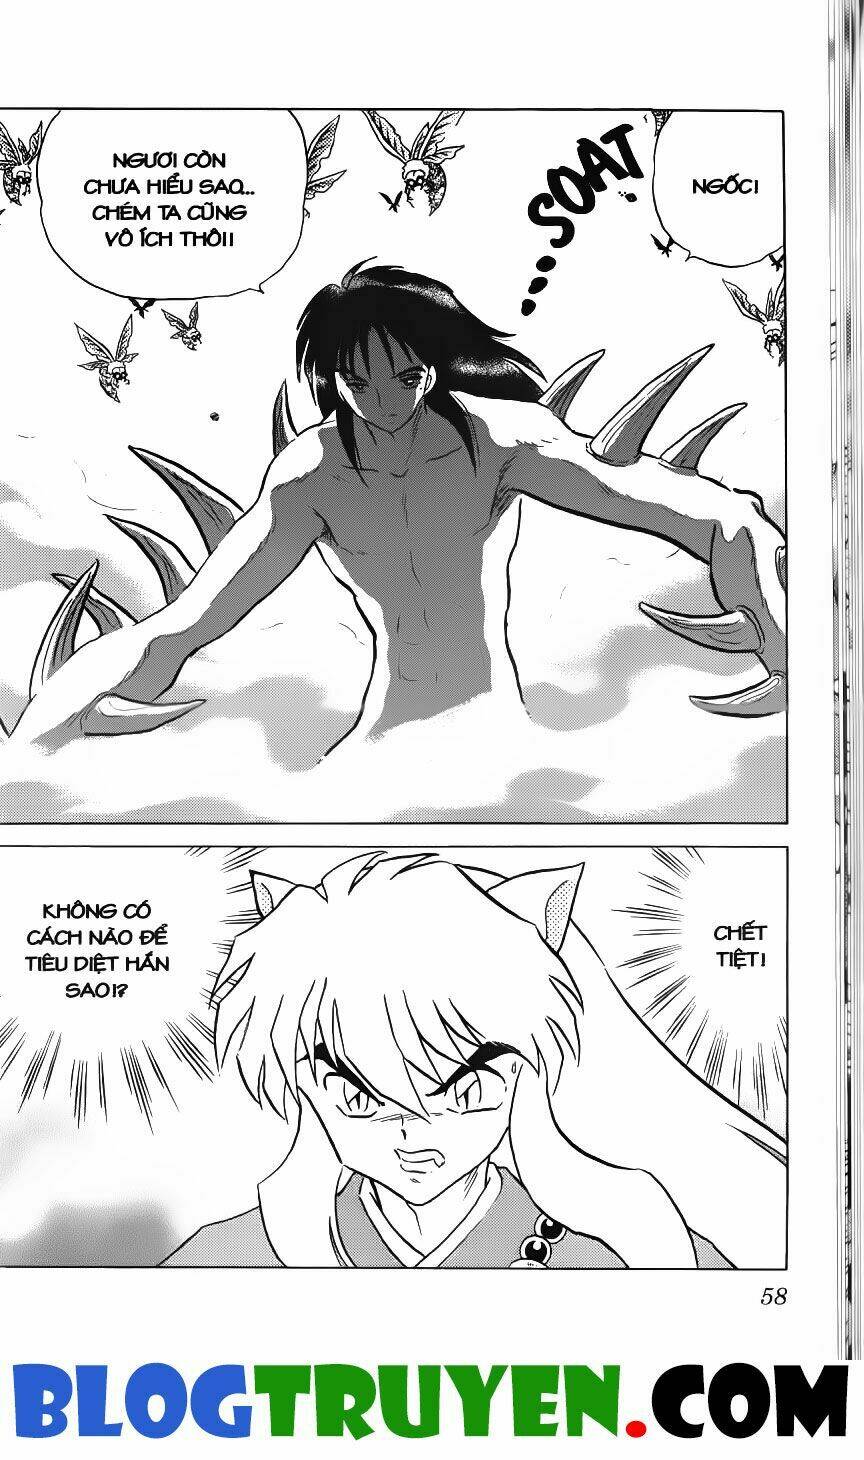 NGỐC!
SOAT
NGƯƠI CÒN
CHƯA HIỂU SAO...
CHÉM TA CŨNG
VÔ ÍCH THÔI!
CHẾT
TIỆT!
KHÔNG CÓ
CÁCH NÀO ĐỂ
TIÊU DIỆT HẮN
SAO!?
58
BLOGTRUYEN.COM